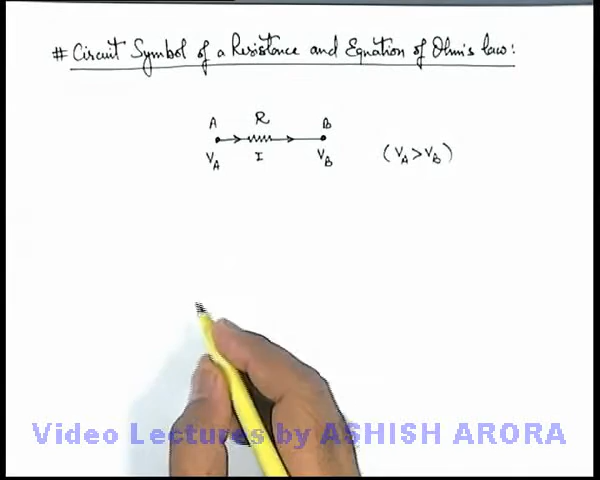 # Circuit Symbol of a Resistance and Equation of Ohm's law:
A R B
V_A I V_B (V_A > V_B)
Video Lectures by ASHISH ARORA